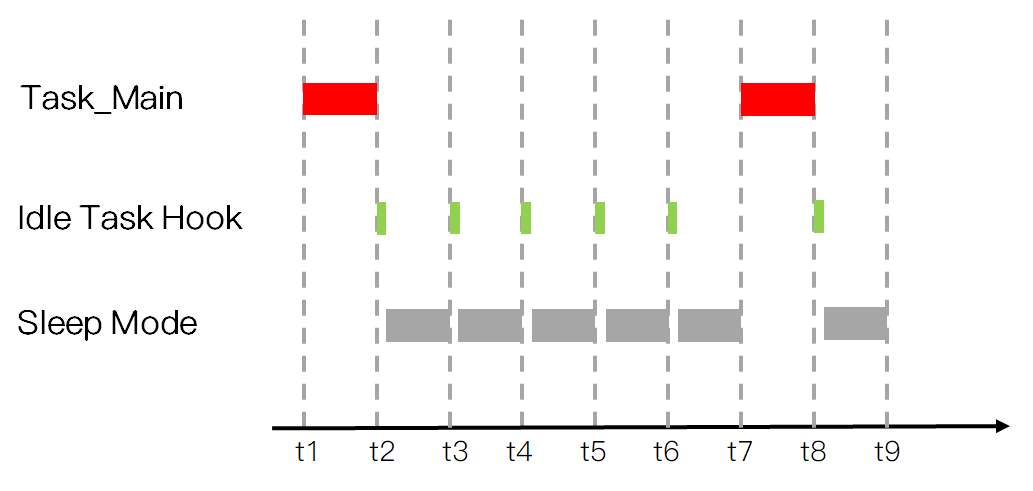 Task_Main
Idle Task Hook
Sleep Mode
t1 t2 t3 t4 t5 t6 t7 t8 t9